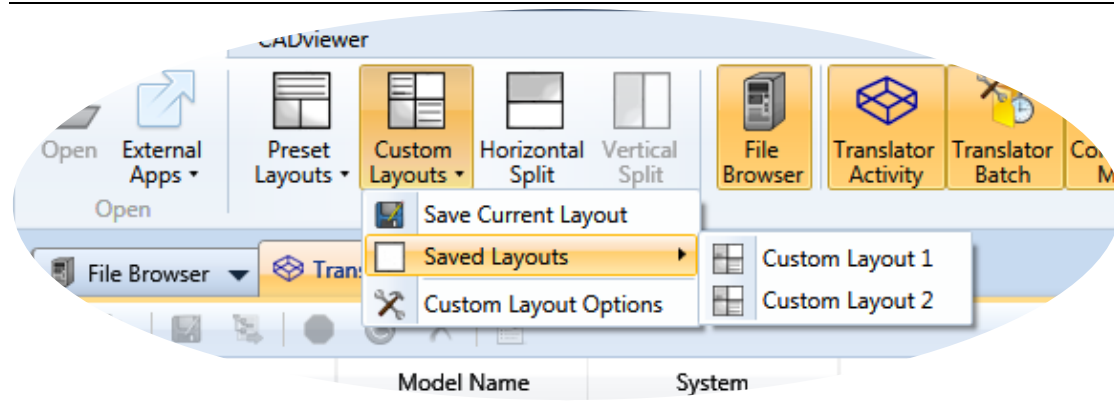 CADviewer
Open
External
Apps
Preset
Layouts
Custom
Layouts
Horizontal
Split
Vertical
Split
File
Browser
Translator
Activity
Translator
Batch
Open
Save Current Layout
Saved Layouts
Custom Layout Options
Custom Layout 1
Custom Layout 2
File Browser
Model Name
System